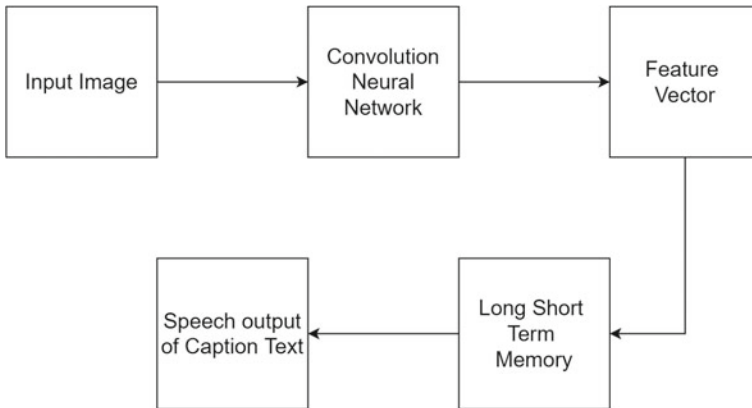 Input Image
Convolution
Neural
Network
Feature
Vector
Speech output
of Caption Text
Long Short
Term
Memory